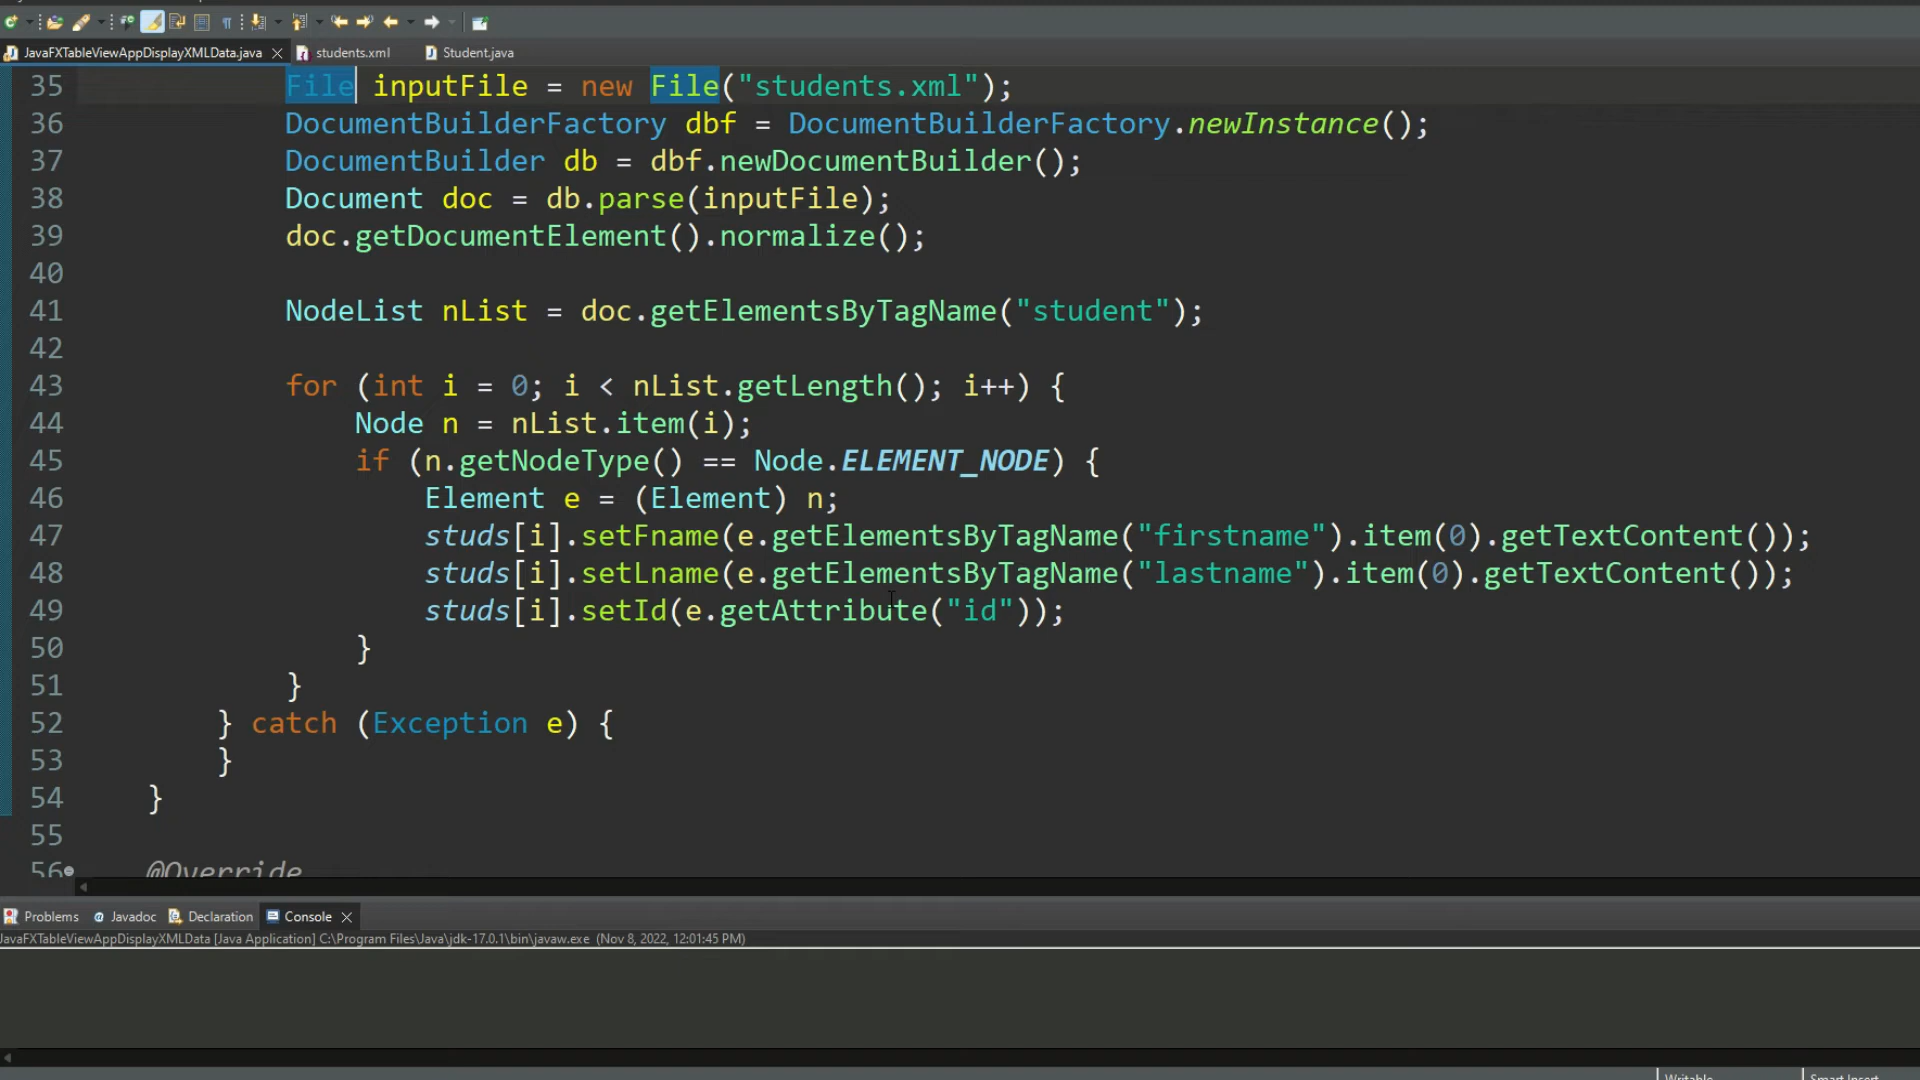 JavaFXTableViewAppDisplayXMLData.java students.xml Student.java
35 File inputFile = new File("students.xml");
36 DocumentBuilderFactory dbf = DocumentBuilderFactory.newInstance();
37 DocumentBuilder db = dbf.newDocumentBuilder();
38 Document doc = db.parse(inputFile);
39 doc.getDocumentElement().normalize();
40
41 NodeList nList = doc.getElementsByTagName("student");
42
43 for (int i = 0; i < nList.getLength(); i++) {
44 Node n = nList.item(i);
45 if (n.getNodeType() == Node.ELEMENT_NODE) {
46 Element e = (Element) n;
47 studs[i].setFname(e.getElementsByTagName("firstname").item(0).getTextContent());
48 studs[i].setLname(e.getElementsByTagName("lastname").item(0).getTextContent());
49 studs[i].setId(e.getAttribute("id"));
50 }
51 }
52 } catch (Exception e) {
53 }
54 }
55
56 @Override
Problems Javadoc Declaration Console
JavaFXTableViewAppDisplayXMLData [Java Application] C:\Program Files\Java\jdk-17.0.1\bin\javaw.exe (Nov 8, 2022, 12:01:45 PM)
Writable Smart Insert